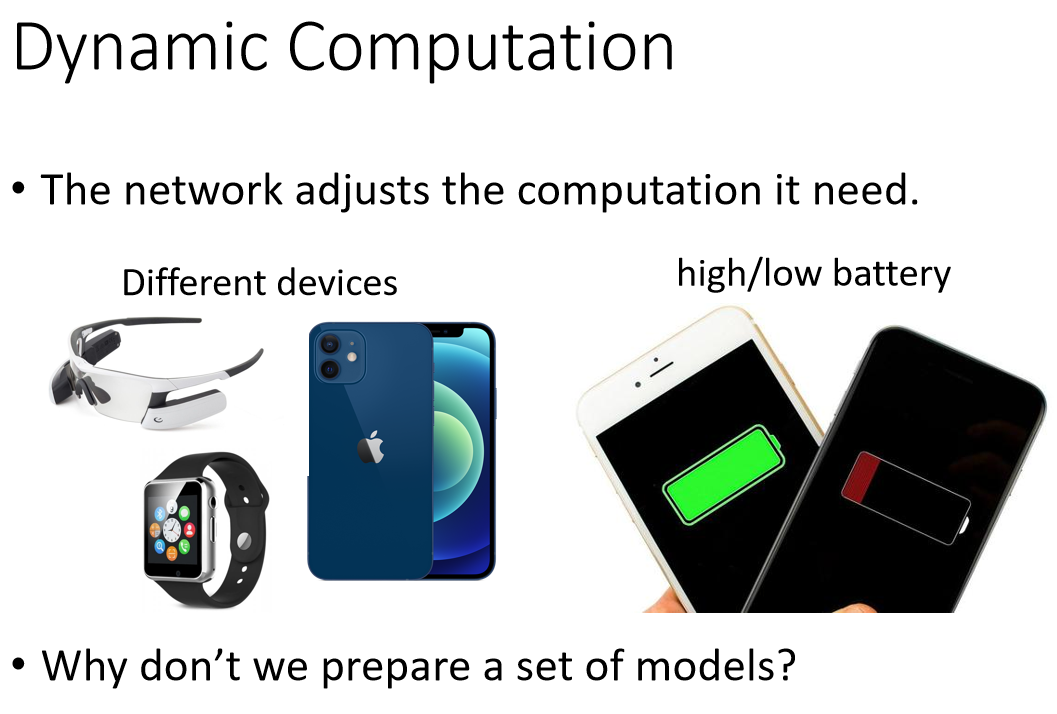 Dynamic Computation
• The network adjusts the computation it need.
Different devices
high/low battery
• Why don’t we prepare a set of models?